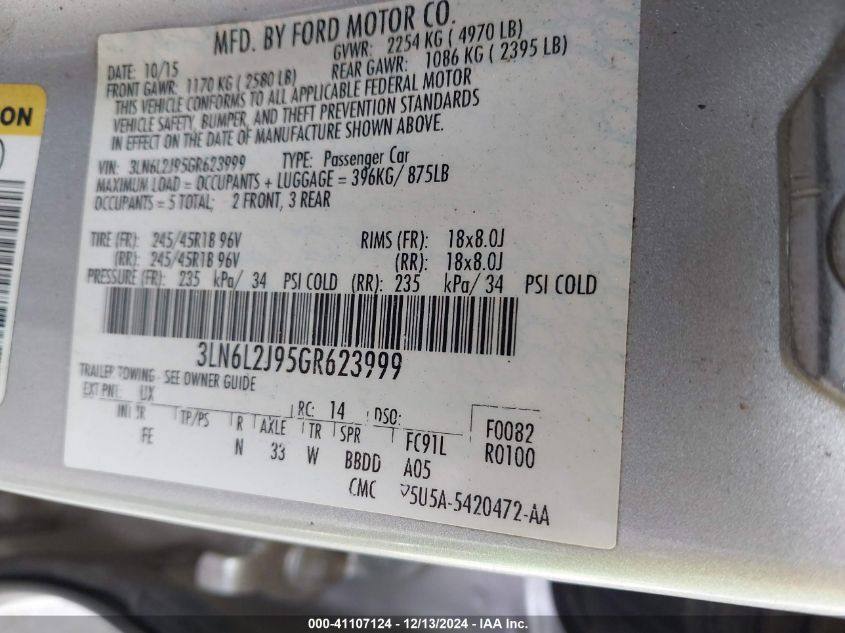 MFD. BY FORD MOTOR CO.
DATE: 10/15 GVWR: 2254 KG ( 4970 LB)
FRONT GAWR: 1170 KG ( 2580 LB) REAR GAWR: 1086 KG ( 2395 LB)
THIS VEHICLE CONFORMS TO ALL APPLICABLE FEDERAL MOTOR
VEHICLE SAFETY, BUMPER, AND THEFT PREVENTION STANDARDS
IN EFFECT ON THE DATE OF MANUFACTURE SHOWN ABOVE.
VIN: 3LN6L2J95GR623999 TYPE: Passenger Car
MAXIMUM LOAD = OCCUPANTS + LUGGAGE = 396KG/ 875LB
OCCUPANTS = 5 TOTAL; 2 FRONT, 3 REAR
TIRE (FR): 245/45R18 96V RIMS (FR): 18x8.0J
(RR): 245/45R18 96V (RR): 18x8.0J
PRESSURE (FR): 235 kPa/ 34 PSI COLD (RR): 235 kPa/ 34 PSI COLD
3LN6L2J95GR623999
TRAILER TOWING - SEE OWNER GUIDE
EXT PNT: UX RC: 14 DSO: F0082
INT TR TP/PS R AXLE TR SPR FC91L R0100
FE N 33 W BBDD A05
CMC 5U5A-5420472-AA
ON
000-41107124 - 12/13/2024 - IAA Inc.